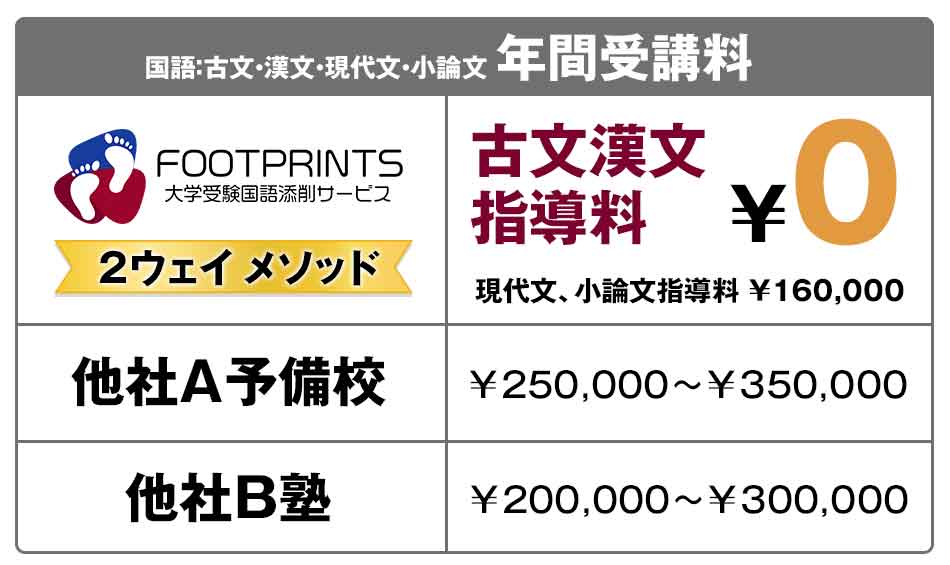 国語:古文・漢文・現代文・小論文 年間受講料
FOOTPRINTS
大学受験国語添削サービス
2ウェイ メソッド
古文漢文
指導料
¥0
現代文、小論文指導料 ¥160,000
他社A予備校
¥250,000〜¥350,000
他社B塾
¥200,000〜¥300,000